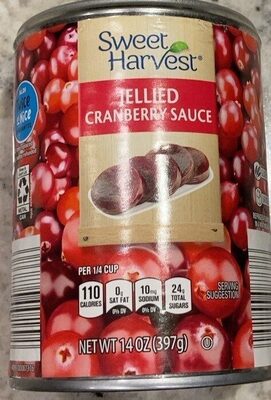 Sweet
Harvest®
JELLIED
CRANBERRY SAUCE
PER 1/4 CUP
110 CALORIES
0g SAT FAT 0% DV
10mg SODIUM 0% DV
24g TOTAL SUGARS
SERVING
SUGGESTION
NET WT 14 OZ (397g)